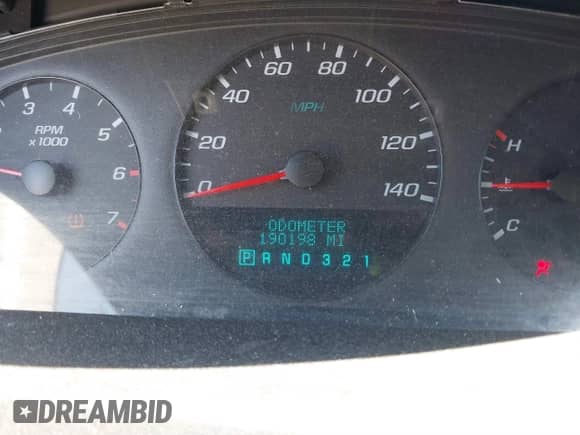 60 80
40 100
MPH
3 4
5
RPM
x 1000
6
7
20 120
0 140
H
C
ODOMETER
190198 MI
P R N D 3 2 1
DREAMBID